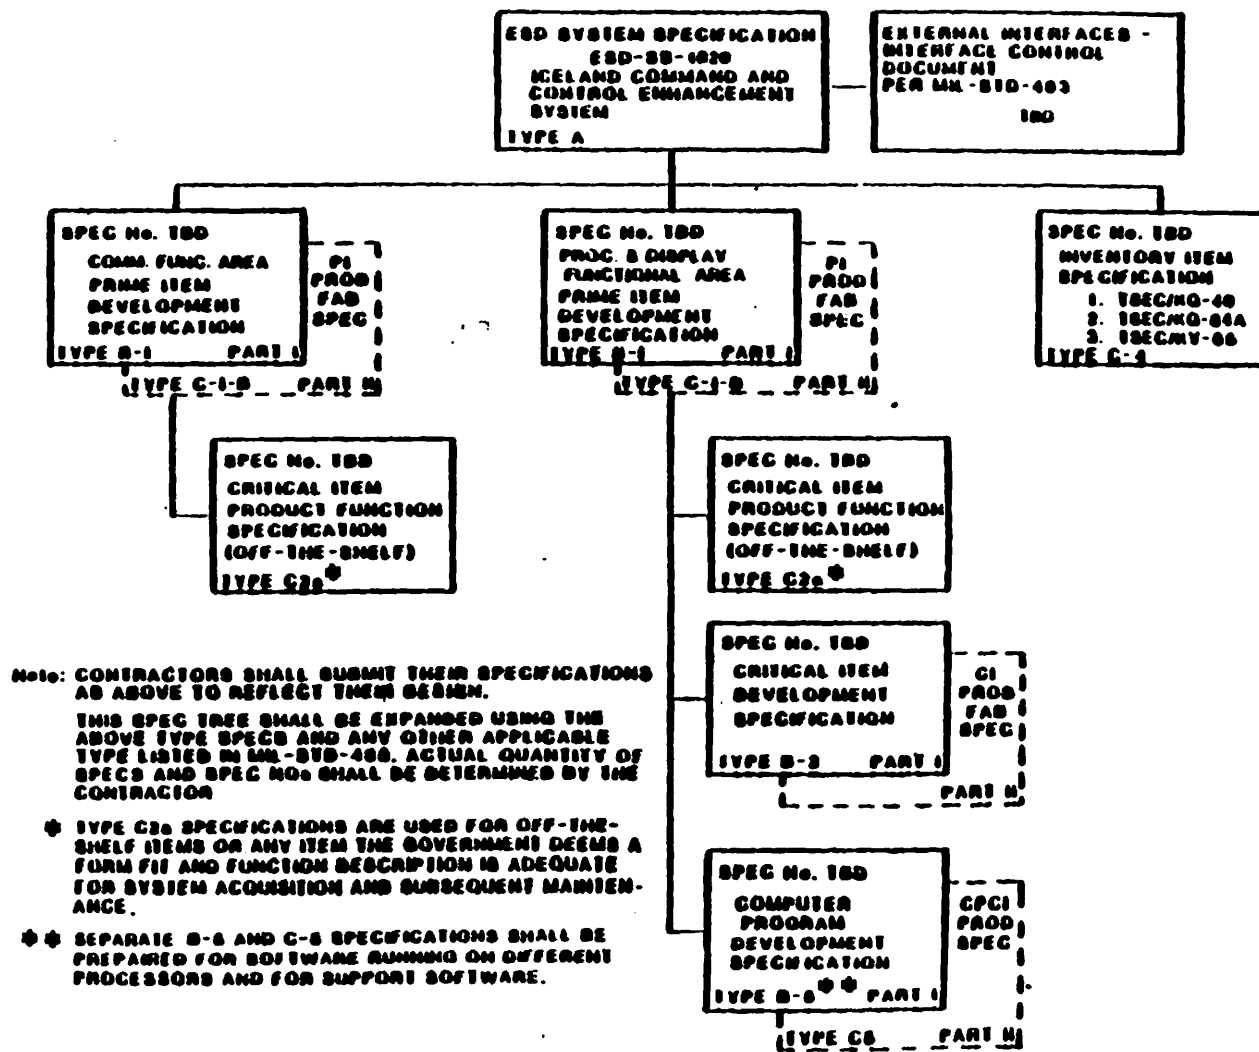 ESD SYSTEM SPECIFICATION
ESD-SS-1020
ICELAND COMMAND AND
CONTROL ENHANCEMENT
SYSTEM
TYPE A
EXTERNAL INTERFACES -
INTERFACE CONTROL
DOCUMENT
PER MIL-STD-483
TBD
SPEC No. TBD
COMM. FUNC. AREA
PRIME ITEM
DEVELOPMENT
SPECIFICATION
TYPE B-1 PART I
PI
PROD
FAB
SPEC
TYPE C-1-B PART II
SPEC No. TBD
PROC. & DISPLAY
FUNCTIONAL AREA
PRIME ITEM
DEVELOPMENT
SPECIFICATION
TYPE B-1 PART I
PI
PROD
FAB
SPEC
TYPE C-1-B PART II
SPEC No. TBD
INVENTORY ITEM
SPECIFICATION
1. TSEC/KG-40
2. TSEC/KG-84A
3. TSEC/KY-
TYPE C-4
SPEC No. TBD
CRITICAL ITEM
PRODUCT FUNCTION
SPECIFICATION
(OFF-THE-SHELF)
TYPE C2a*
SPEC No. TBD
CRITICAL ITEM
PRODUCT FUNCTION
SPECIFICATION
(OFF-THE-SHELF)
TYPE C2a*
SPEC No. TBD
CRITICAL ITEM
DEVELOPMENT
SPECIFICATION
TYPE B-2 PART I
CI
PROD
FAB
SPEC
PART II
SPEC No. TBD
COMPUTER
PROGRAM
DEVELOPMENT
SPECIFICATION
TYPE B-5** PART I
CPCI
PROD
SPEC
TYPE C5 PART II
Note: CONTRACTORS SHALL SUBMIT THEIR SPECIFICATIONS
AS ABOVE TO REFLECT THEIR DESIGN.
THIS SPEC TREE SHALL BE EXPANDED USING THE
ABOVE TYPE SPECS AND ANY OTHER APPLICABLE
TYPE LISTED IN MIL-STD-490. ACTUAL QUANTITY OF
SPECS AND SPEC NOs SHALL BE DETERMINED BY THE
CONTRACTOR
* TYPE C2a SPECIFICATIONS ARE USED FOR OFF-THE-
SHELF ITEMS OR ANY ITEM THE GOVERNMENT DEEMS A
FORM FIT AND FUNCTION DESCRIPTION IS ADEQUATE
FOR SYSTEM ACQUISITION AND SUBSEQUENT MAINTEN-
ANCE.
** SEPARATE B-5 AND C-5 SPECIFICATIONS SHALL BE
PREPARED FOR SOFTWARE RUNNING ON DIFFERENT
PROCESSORS AND FOR SUPPORT SOFTWARE.